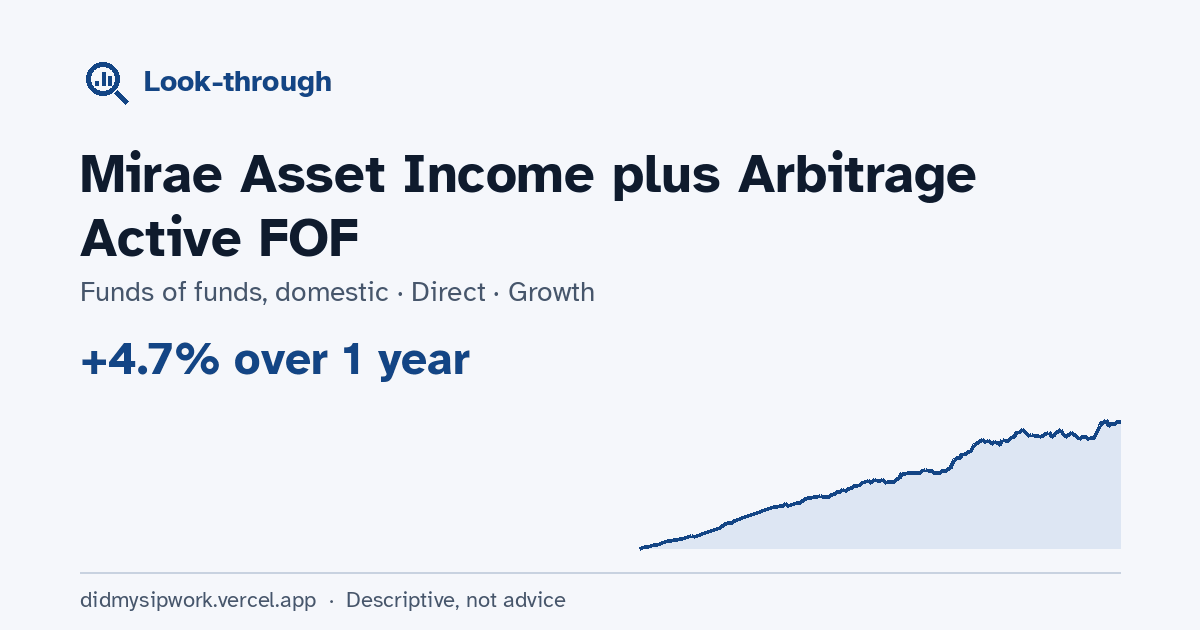 Look-through
Mirae Asset Income plus Arbitrage
Active FOF
Funds of funds, domestic · Direct · Growth
+4.7% over 1 year
didmysipwork.vercel.app · Descriptive, not advice